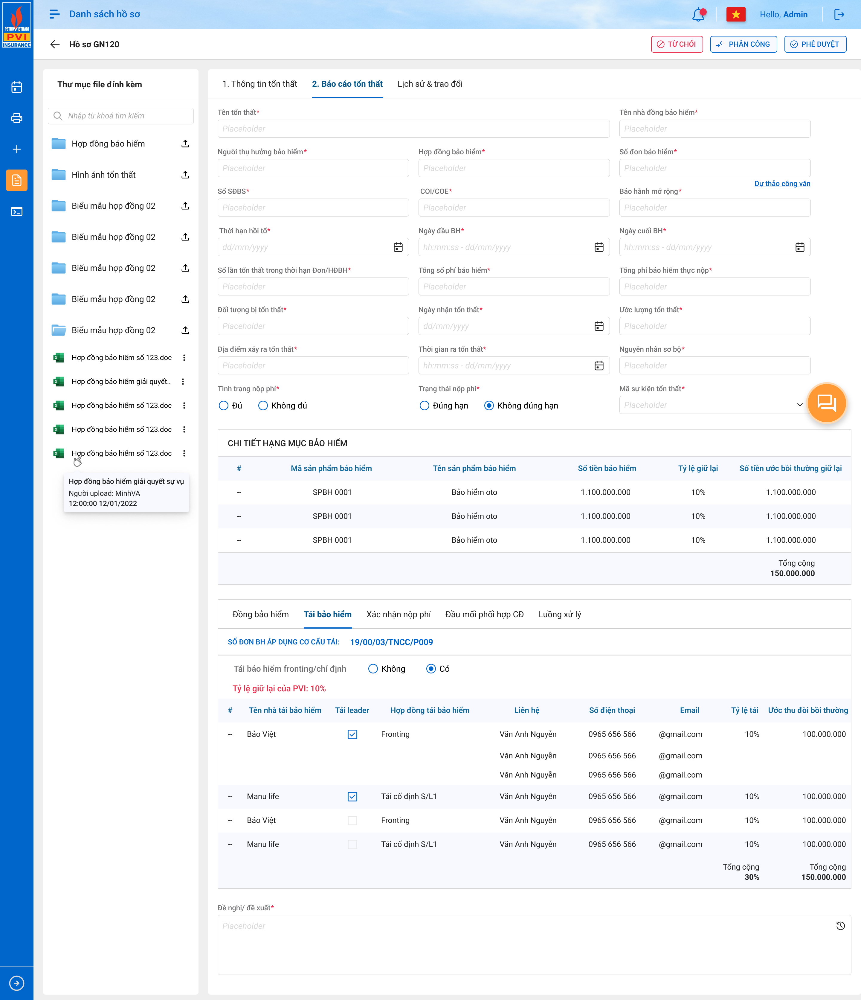 PETROVIETNAM
PVI
INSURANCE
Danh sách hồ sơ
Hello, Admin
Hồ sơ GN120
TỪ CHỐI
PHÂN CÔNG
PHÊ DUYỆT
Thư mục file đính kèm
Nhập từ khoá tìm kiếm
Hợp đồng bảo hiểm
Hình ảnh tổn thất
Biểu mẫu hợp đồng 02
Biểu mẫu hợp đồng 02
Biểu mẫu hợp đồng 02
Biểu mẫu hợp đồng 02
Biểu mẫu hợp đồng 02
Hợp đồng bảo hiểm số 123.doc
Hợp đồng bảo hiểm giải quyết..
Hợp đồng bảo hiểm số 123.doc
Hợp đồng bảo hiểm số 123.doc
Hợp đồng bảo hiểm số 123.doc
Hợp đồng bảo hiểm giải quyết sự vụ
Người upload: MinhVA
12:00:00 12/01/2022
1. Thông tin tổn thất 2. Báo cáo tổn thất Lịch sử & trao đổi
Tên tổn thất* Tên nhà đồng bảo hiểm*
Placeholder Placeholder
Người thụ hưởng bảo hiểm* Hợp đồng bảo hiểm* Số đơn bảo hiểm*
Placeholder Placeholder Placeholder
Dự thảo công văn
Số SĐBS* COI/COE* Bảo hành mở rộng*
Placeholder Placeholder Placeholder
Thời hạn hồi tố* Ngày đầu BH* Ngày cuối BH*
dd/mm/yyyy hh:mm:ss - dd/mm/yyyy hh:mm:ss - dd/mm/yyyy
Số lần tổn thất trong thời hạn Đơn/HĐBH* Tổng số phí bảo hiểm* Tổng phí bảo hiểm thực nộp*
Placeholder Placeholder Placeholder
Đối tượng bị tổn thất* Ngày nhận tổn thất* Ước lượng tổn thất*
Placeholder dd/mm/yyyy Placeholder
Địa điểm xảy ra tổn thất* Thời gian ra tổn thất* Nguyên nhân sơ bộ*
Placeholder hh:mm:ss - dd/mm/yyyy Placeholder
Tình trạng nộp phí* Trạng thái nộp phí* Mã sự kiện tổn thất*
Đủ Không đủ Đúng hạn Không đúng hạn Placeholder
CHI TIẾT HẠNG MỤC BẢO HIỂM
# Mã sản phẩm bảo hiểm Tên sản phẩm bảo hiểm Số tiền bảo hiểm Tỷ lệ giữ lại Số tiền ước bồi thường giữ lại
-- SPBH 0001 Bảo hiểm oto 1.100.000.000 10% 1.100.000.000
-- SPBH 0001 Bảo hiểm oto 1.100.000.000 10% 1.100.000.000
-- SPBH 0001 Bảo hiểm oto 1.100.000.000 10% 1.100.000.000
Tổng cộng
150.000.000
Đồng bảo hiểm Tái bảo hiểm Xác nhận nộp phí Đầu mối phối hợp CĐ Luồng xử lý
SỐ ĐƠN BH ÁP DỤNG CƠ CẤU TÁI: 19/00/03/TNCC/P009
Tái bảo hiểm fronting/chỉ định Không Có
Tỷ lệ giữ lại của PVI: 10%
# Tên nhà tái bảo hiểm Tái leader Hợp đồng tái bảo hiểm Liên hệ Số điện thoại Email Tỷ lệ tái Ước thu đòi bồi thường
-- Bảo Việt Fronting Văn Anh Nguyễn 0965 656 566 @gmail.com 10% 100.000.000
Văn Anh Nguyễn 0965 656 566 @gmail.com
Văn Anh Nguyễn 0965 656 566 @gmail.com
-- Manu life Tái cố định S/L1 Văn Anh Nguyễn 0965 656 566 @gmail.com 10% 100.000.000
-- Bảo Việt Fronting Văn Anh Nguyễn 0965 656 566 @gmail.com 10% 100.000.000
-- Manu life Tái cố định S/L1 Văn Anh Nguyễn 0965 656 566 @gmail.com 10% 100.000.000
Tổng cộng Tổng cộng
30% 150.000.000
Đề nghị/ đề xuất*
Placeholder